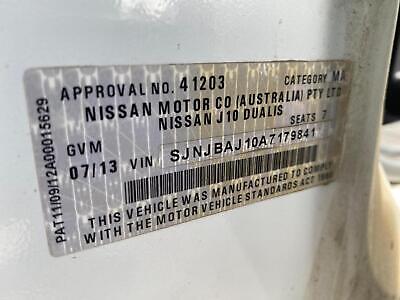 APPROVAL NO. 41203 CATEGORY MA
NISSAN MOTOR CO (AUSTRALIA) PTY LTD
NISSAN J10 DUALIS
GVM SEATS 7
07/13 VIN SJNJBAJ10A7179841
THIS VEHICLE WAS MANUFACTURED TO COMPLY
WITH THE MOTOR VEHICLE STANDARDS ACT 1989
PAT11/09/12A00015629